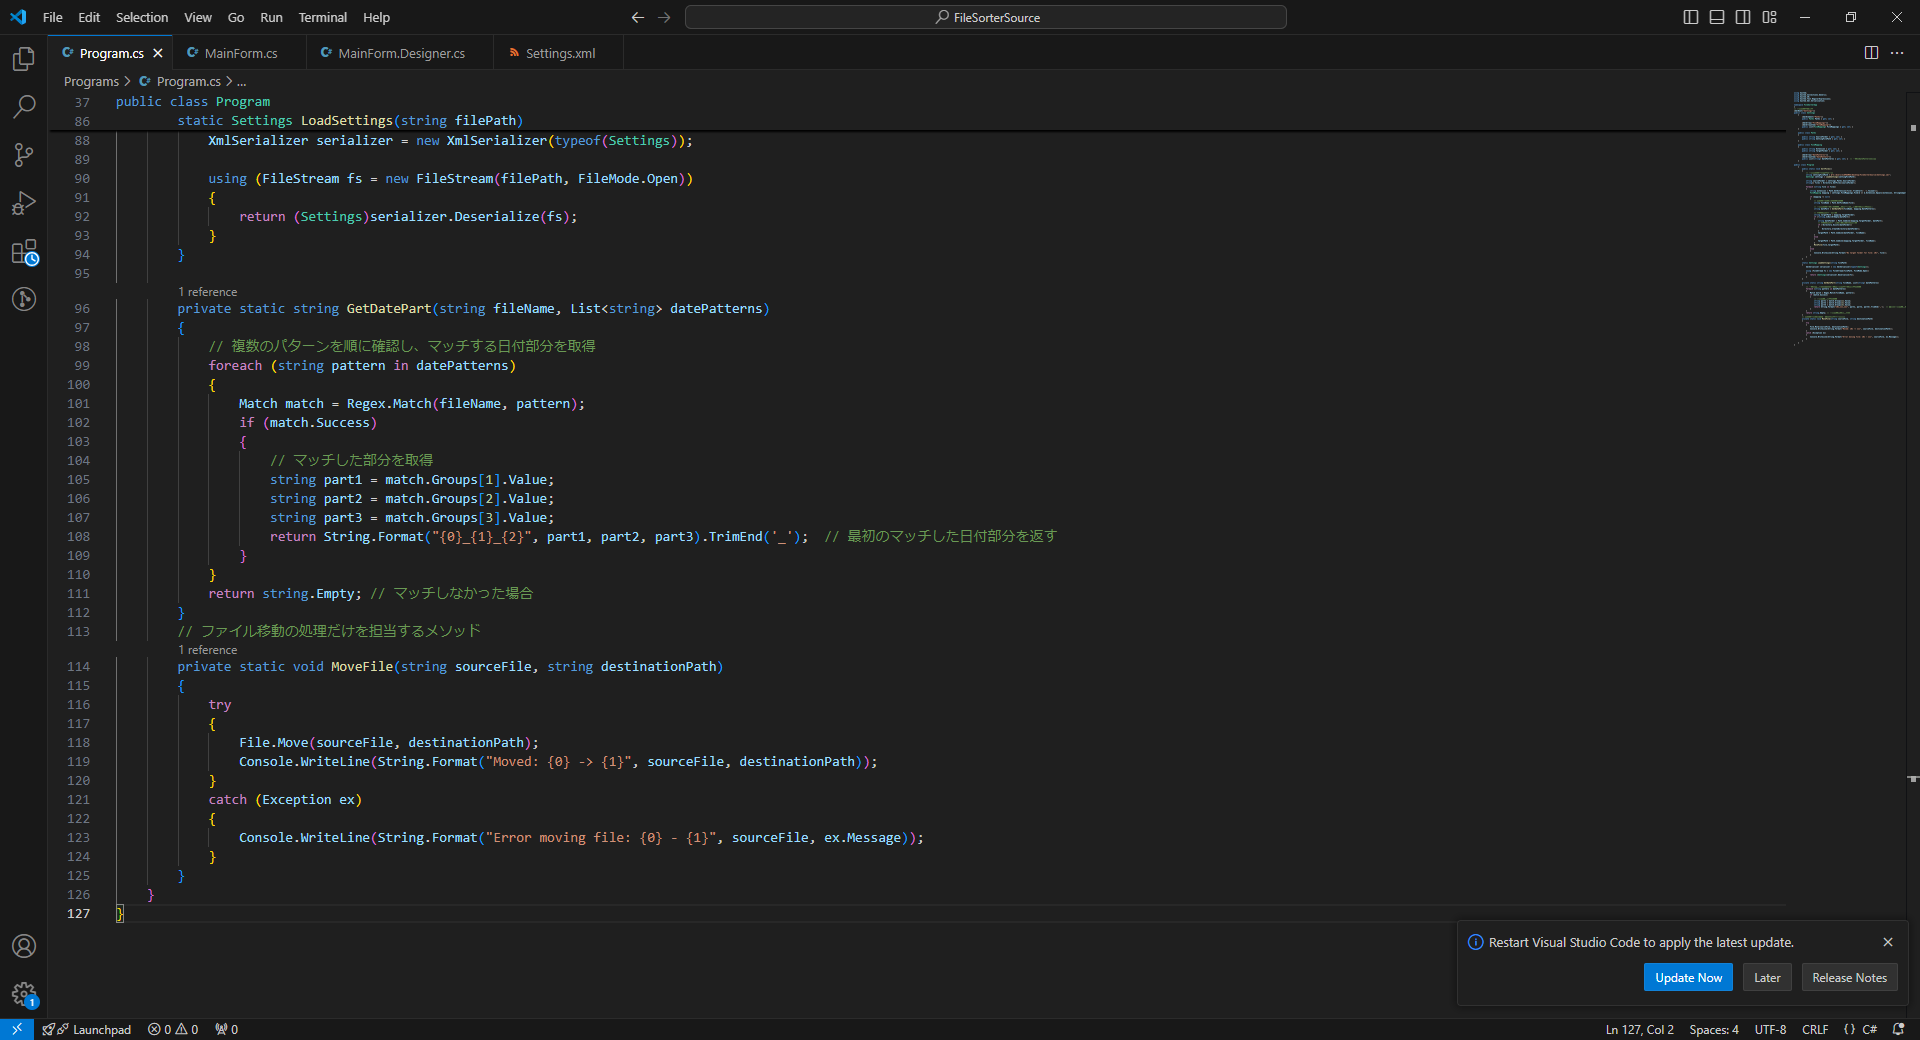 File Edit Selection View Go Run Terminal Help FileSorterSource
Program.cs MainForm.cs MainForm.Designer.cs Settings.xml
Programs > Program.cs > ...
37 public class Program
86 static Settings LoadSettings(string filePath)
88 XmlSerializer serializer = new XmlSerializer(typeof(Settings));
89
90 using (FileStream fs = new FileStream(filePath, FileMode.Open))
91 {
92 return (Settings)serializer.Deserialize(fs);
93 }
94 }
95
1 reference
96 private static string GetDatePart(string fileName, List<string> datePatterns)
97 {
98 // 複数のパターンを順に確認し、マッチする日付部分を取得
99 foreach (string pattern in datePatterns)
100 {
101 Match match = Regex.Match(fileName, pattern);
102 if (match.Success)
103 {
104 // マッチした部分を取得
105 string part1 = match.Groups[1].Value;
106 string part2 = match.Groups[2].Value;
107 string part3 = match.Groups[3].Value;
108 return String.Format("{0}_{1}_{2}", part1, part2, part3).TrimEnd('_'); // 最初のマッチした日付部分を返す
109 }
110 }
111 return string.Empty; // マッチしなかった場合
112 }
113 // ファイル移動の処理だけを担当するメソッド
1 reference
114 private static void MoveFile(string sourceFile, string destinationPath)
115 {
116 try
117 {
118 File.Move(sourceFile, destinationPath);
119 Console.WriteLine(String.Format("Moved: {0} -> {1}", sourceFile, destinationPath));
120 }
121 catch (Exception ex)
122 {
123 Console.WriteLine(String.Format("Error moving file: {0} - {1}", sourceFile, ex.Message));
124 }
125 }
126 }
127 }
Restart Visual Studio Code to apply the latest update.
Update Now Later Release Notes
1
Launchpad 0 0 0 Ln 127, Col 2 Spaces: 4 UTF-8 CRLF {} C#